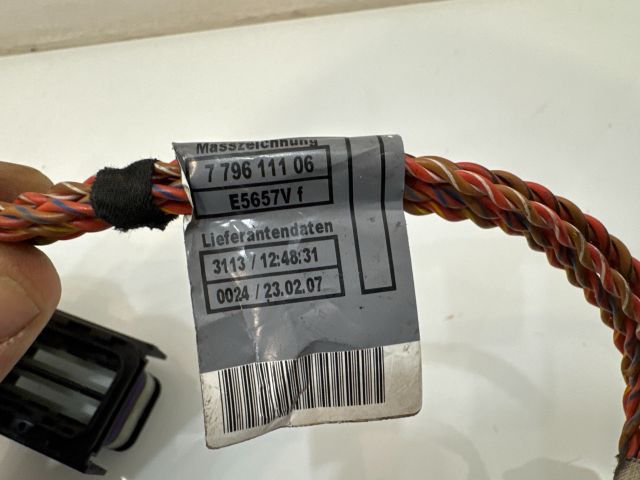 Masszeichnung
7 796 111 06
E5657V f
Lieferantendaten
3113 / 12:48:31
0024 / 23.02.07